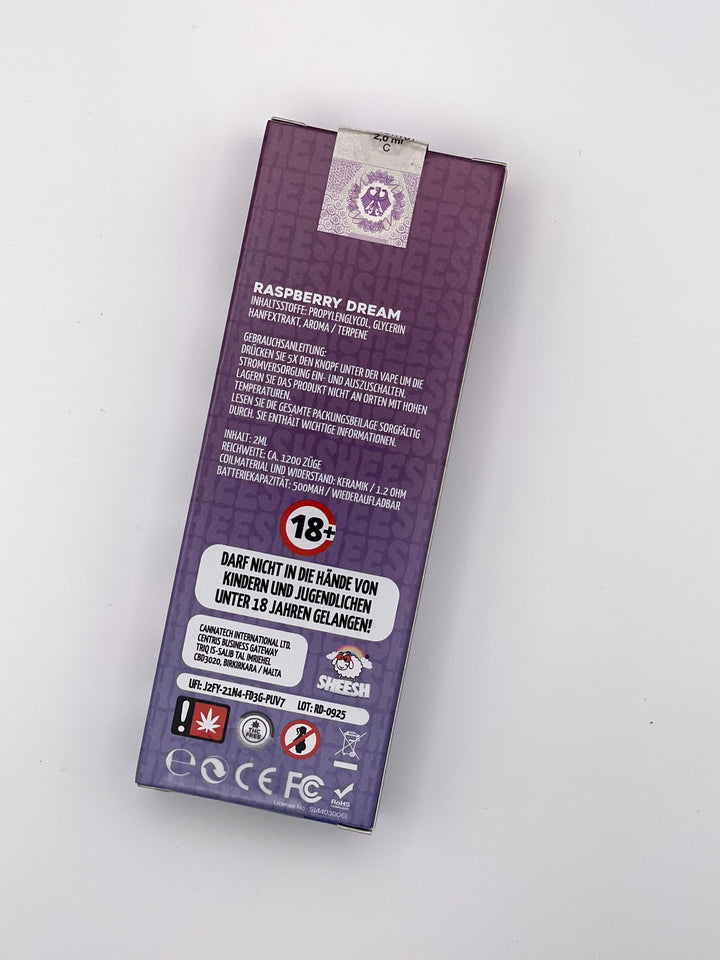 2,0 ml
C
RASPBERRY DREAM
INHALTSSTOFFE: PROPYLENGLYCOL, GLYCERIN
HANFEXTRAKT, AROMA / TERPENE
GEBRAUCHSANLEITUNG:
DRÜCKEN SIE 5X DEN KNOPF UNTER DER VAPE UM DIE
STROMVERSORGUNG EIN- UND AUSZUSCHALTEN.
LAGERN SIE DAS PRODUKT NICHT AN ORTEN MIT HOHEN
TEMPERATUREN.
LESEN SIE DIE GESAMTE PACKUNGSBEILAGE SORGFÄLTIG
DURCH. SIE ENTHÄLT WICHTIGE INFORMATIONEN.
INHALT: 2ML
REICHWEITE: CA. 1200 ZÜGE
COILMATERIAL UND WIDERSTAND: KERAMIK / 1.2 OHM
BATTERIEKAPAZITÄT: 500MAH / WIEDERAUFLADBAR
18+
DARF NICHT IN DIE HÄNDE VON
KINDERN UND JUGENDLICHEN
UNTER 18 JAHREN GELANGEN!
CANNATECH INTERNATIONAL LTD.
CENTRIS BUSINESS GATEWAY
TRIQ IS-SALIB TAL IMRIEHEL
CBD3020, BIRKIRKARA / MALTA
SHEESH
UFI: J2FY-21N4-FD3G-PUV7 LOT: RD-0925
!
THC
FREE
e CE FC RoHS
License No. 5144030061